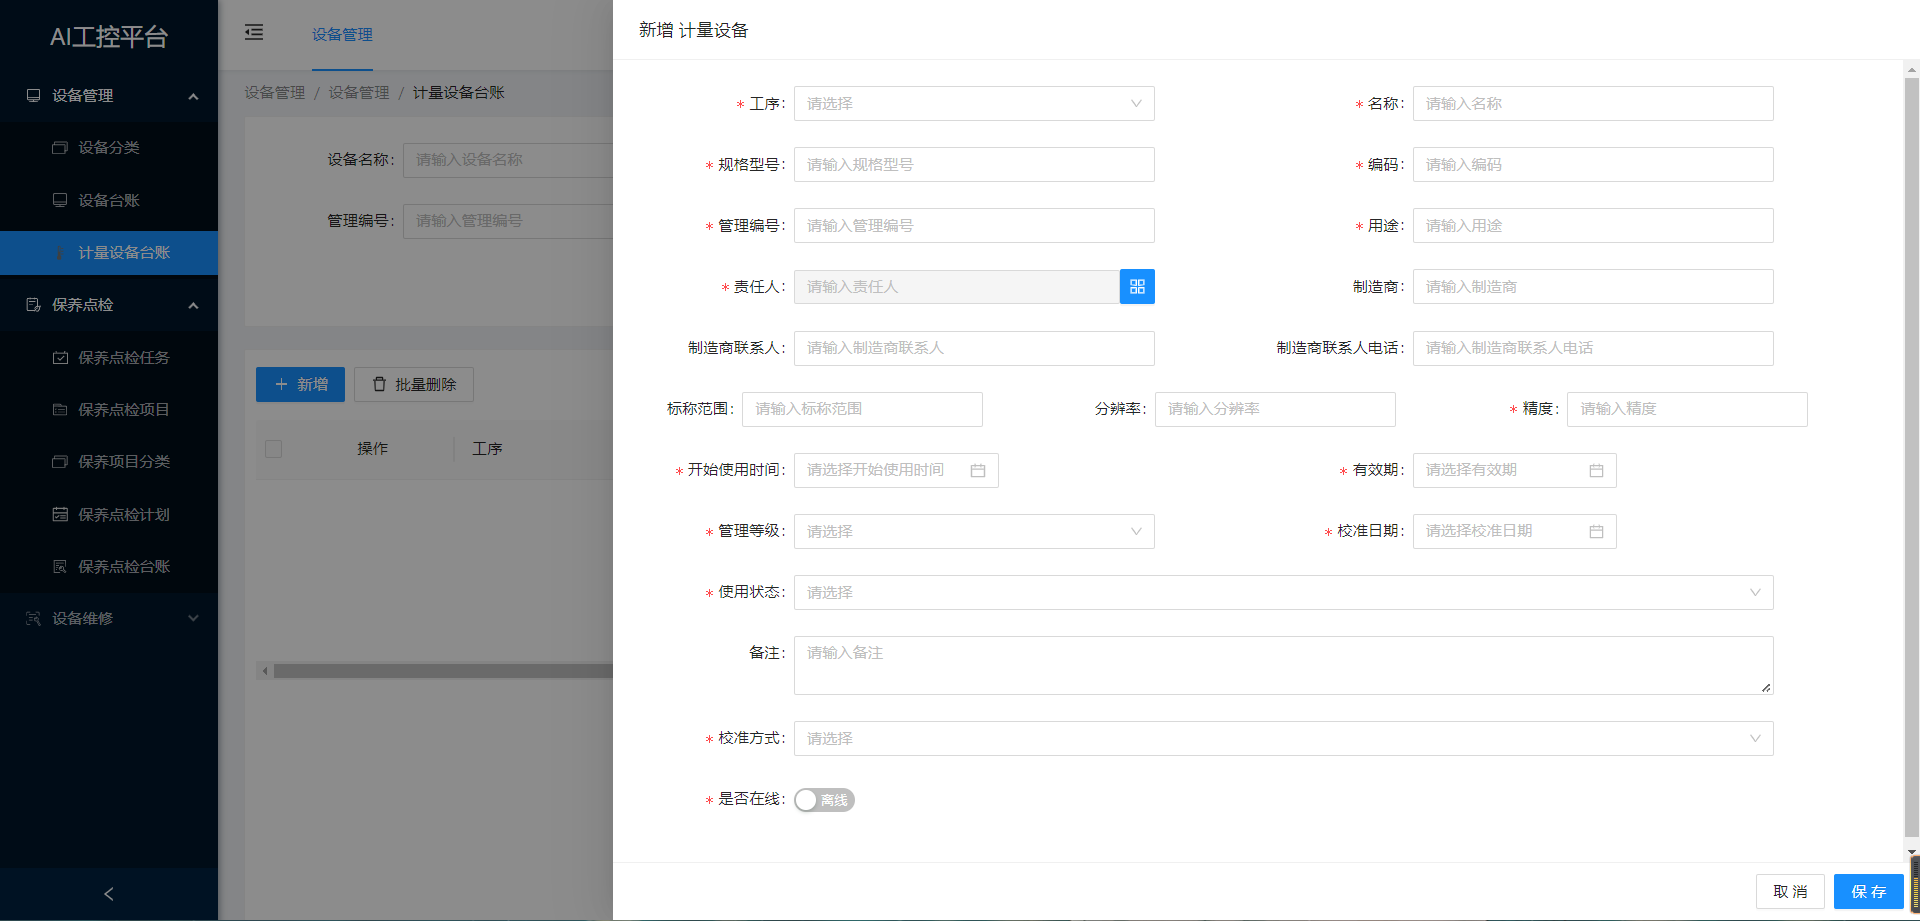 AI工控平台
设备管理
设备分类
设备台账
计量设备台账
保养点检
保养点检任务
保养点检项目
保养项目分类
保养点检计划
保养点检台账
设备维修
设备管理
设备管理 / 设备管理 / 计量设备台账
设备名称: 请输入设备名称
管理编号: 请输入管理编号
新增 批量删除
操作 工序
新增 计量设备
* 工序: 请选择 * 名称: 请输入名称
* 规格型号: 请输入规格型号 * 编码: 请输入编码
* 管理编号: 请输入管理编号 * 用途: 请输入用途
* 责任人: 请输入责任人 制造商: 请输入制造商
制造商联系人: 请输入制造商联系人 制造商联系人电话: 请输入制造商联系人电话
标称范围: 请输入标称范围 分辨率: 请输入分辨率 * 精度: 请输入精度
* 开始使用时间: 请选择开始使用时间 * 有效期: 请选择有效期
* 管理等级: 请选择 * 校准日期: 请选择校准日期
* 使用状态: 请选择
备注: 请输入备注
* 校准方式: 请选择
* 是否在线: 离线
取 消 保 存